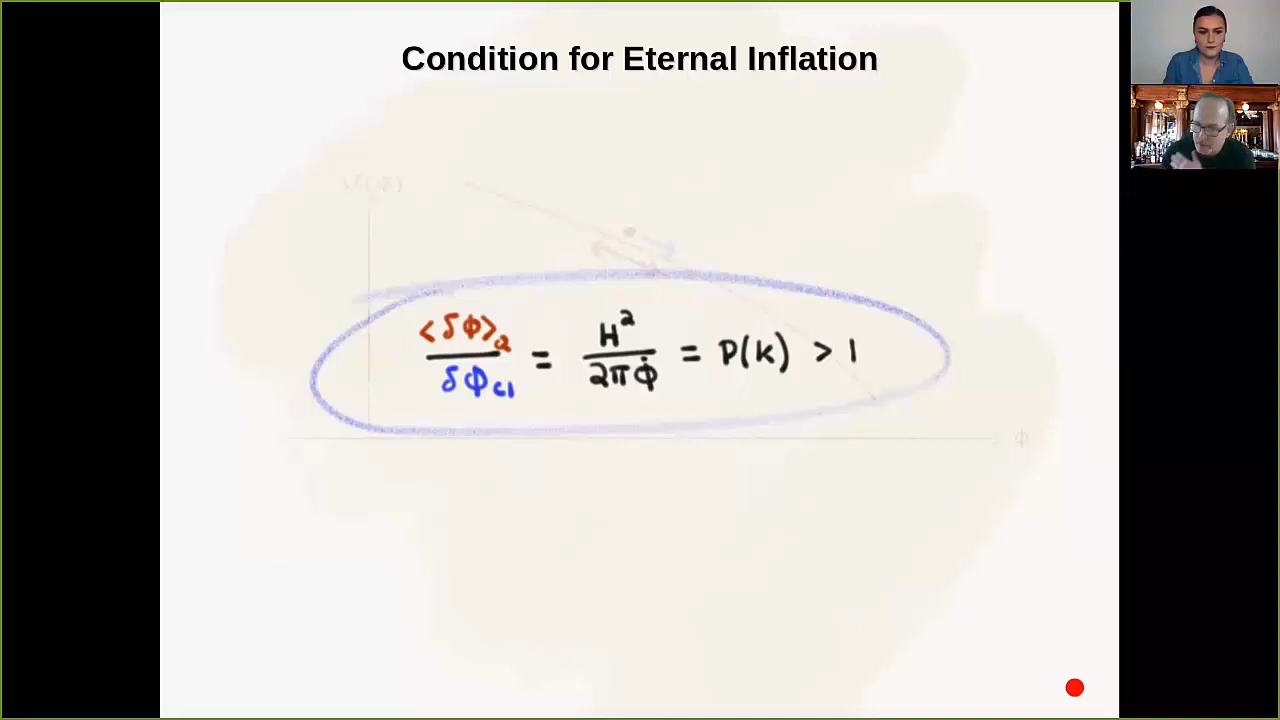 Condition for Eternal Inflation
V(Φ)
<δΦ>Q / δΦcl = H² / 2πΦ̇ = P(k) > 1
Φ